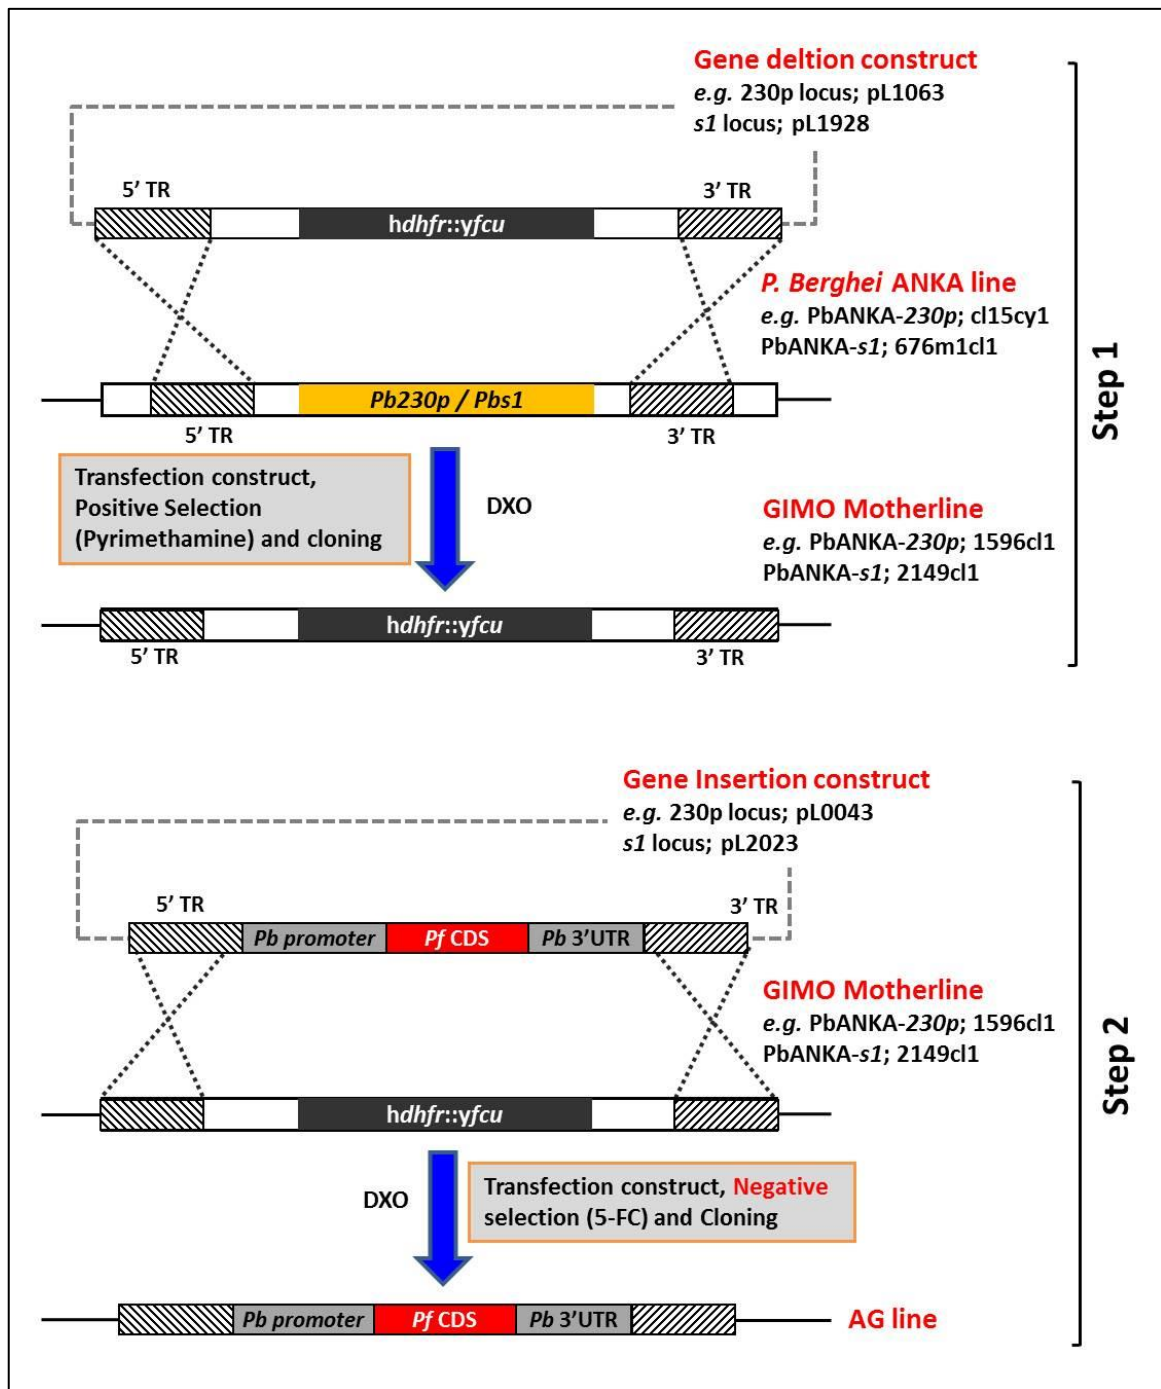 Gene deltion construct
e.g. 230p locus; pL1063
s1 locus; pL1928
5’ TR
3’ TR
hdhfr::yfcu
P. Berghei ANKA line
e.g. PbANKA-230p; cl15cy1
PbANKA-s1; 676m1cl1
Pb230p / Pbs1
5’ TR
3’ TR
Step 1
Transfection construct,
Positive Selection
(Pyrimethamine) and cloning
DXO
GIMO Motherline
e.g. PbANKA-230p; 1596cl1
PbANKA-s1; 2149cl1
hdhfr::yfcu
5’ TR
3’ TR
Gene Insertion construct
e.g. 230p locus; pL0043
s1 locus; pL2023
5’ TR
3’ TR
Pb promoter
Pf CDS
Pb 3’UTR
GIMO Motherline
e.g. PbANKA-230p; 1596cl1
PbANKA-s1; 2149cl1
Step 2
hdhfr::yfcu
DXO
Transfection construct, Negative
selection (5-FC) and Cloning
Pb promoter
Pf CDS
Pb 3’UTR
AG line